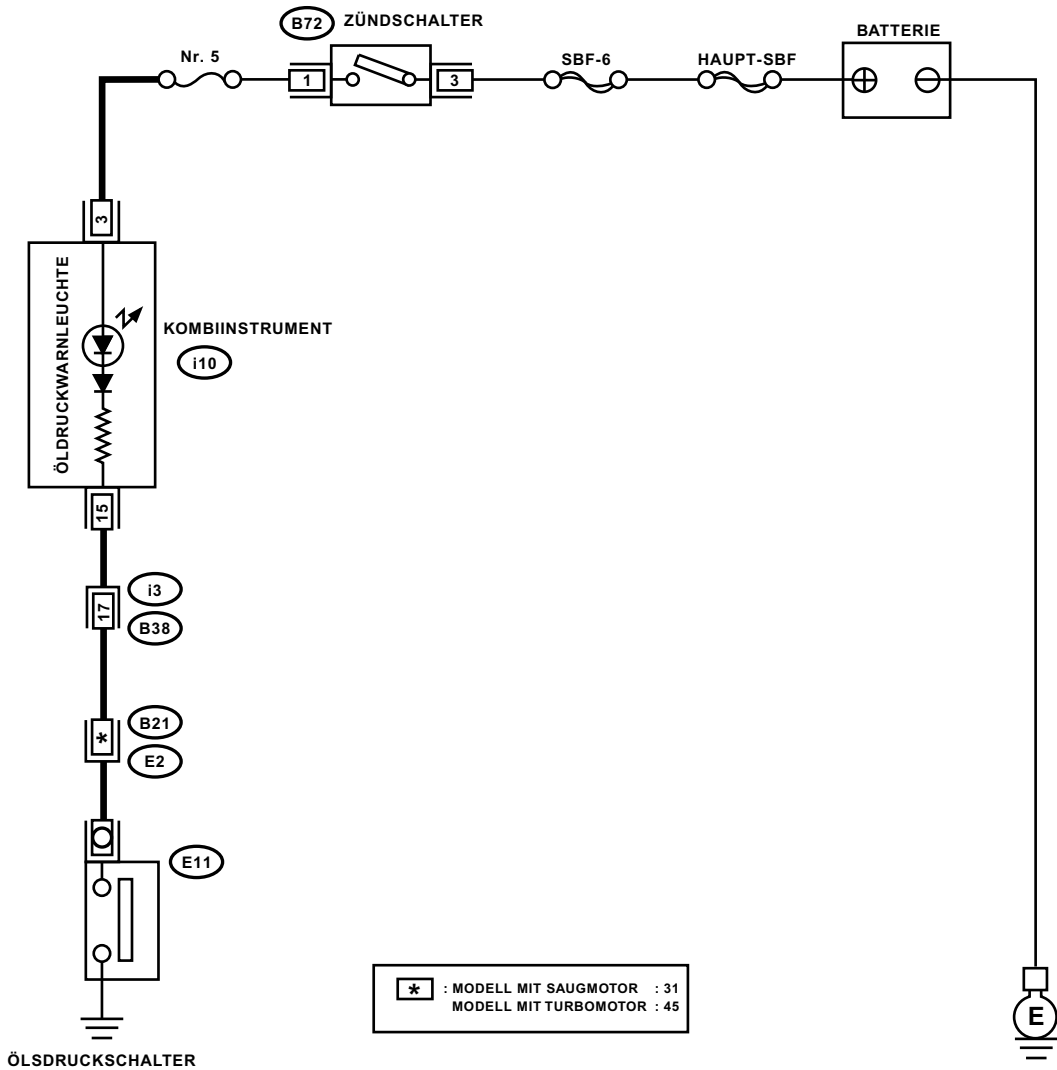 B72 ZÜNDSCHALTER
BATTERIE
Nr. 5
SBF-6
HAUPT-SBF
1
3
3
ÖLDRUCKWARNLEUCHTE
KOMBIINSTRUMENT
i10
15
17
i3
B38
*
B21
E2
E11
* : MODELL MIT SAUGMOTOR : 31
MODELL MIT TURBOMOTOR : 45
E
ÖLSDRUCKSCHALTER